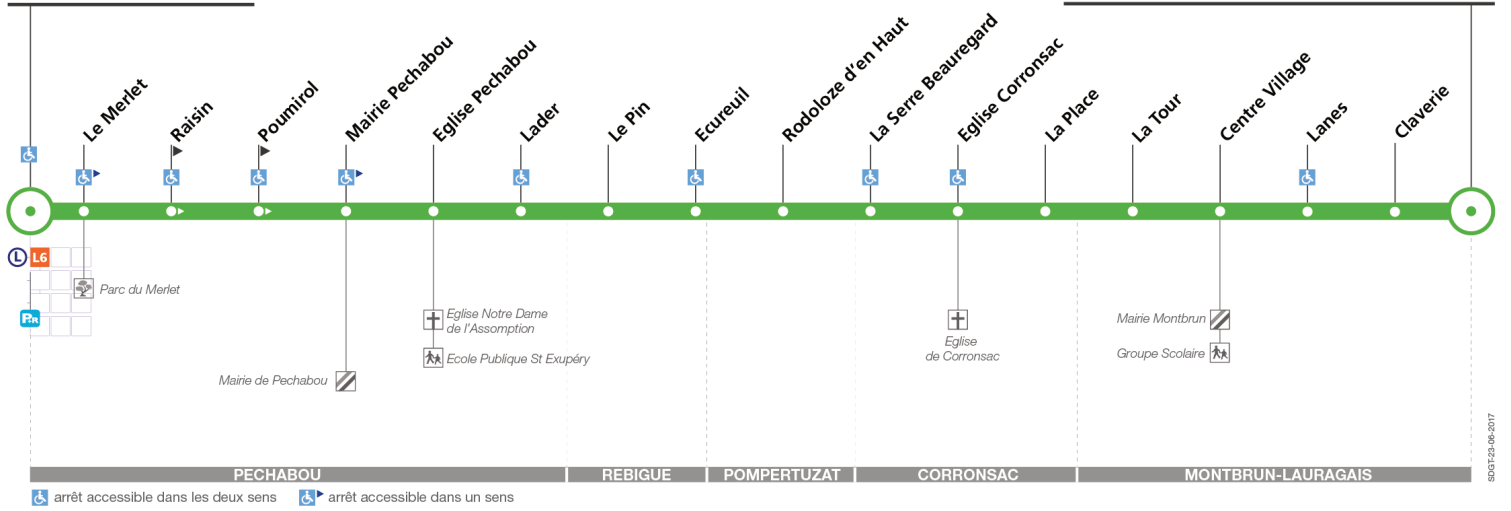 Le Merlet
Raisin
Poumirol
Mairie Pechabou
Eglise Pechabou
Lader
Le Pin
Ecureuil
Rodoloze d'en Haut
La Serre Beauregard
Eglise Corronsac
La Place
La Tour
Centre Village
Lanes
Claverie
L L6
Parc du Merlet
P+R
Eglise Notre Dame
de l'Assomption
Ecole Publique St Exupéry
Mairie de Pechabou
Eglise
de Corronsac
Mairie Montbrun
Groupe Scolaire
SDGT-23-06-2017
PECHABOU
REBIGUE
POMPERTUZAT
CORRONSAC
MONTBRUN-LAURAGAIS
arrêt accessible dans les deux sens
arrêt accessible dans un sens